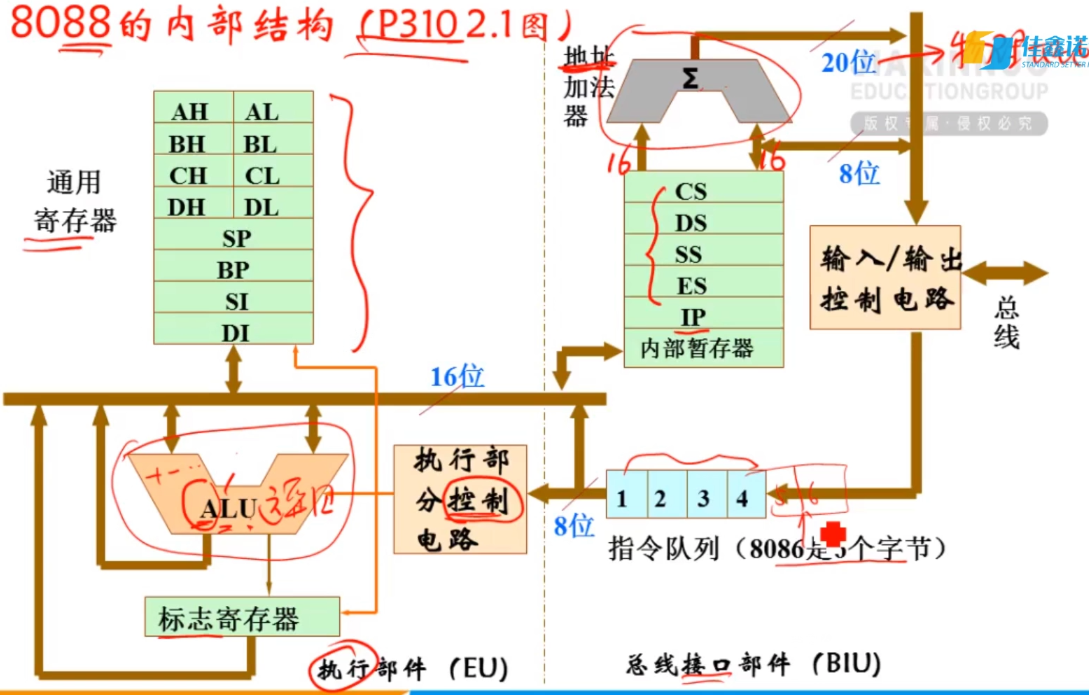 8088的内部结构（P310 2.1图）
佳鑫诺
EDUCATIONGROUP
版权专属·侵权必究
地址
加法
器
Σ
20位
16
16
8位
通用
寄存器
AH AL
BH BL
CH CL
DH DL
SP
BP
SI
DI
CS
DS
SS
ES
IP
内部暂存器
输入/输出
控制电路
总
线
16位
+-...
ALU
执行部
分控制
电路
8位
1 2 3 4
6
指令队列（8086是 个字节）
标志寄存器
执行部件（EU）
总线接口部件（BIU）